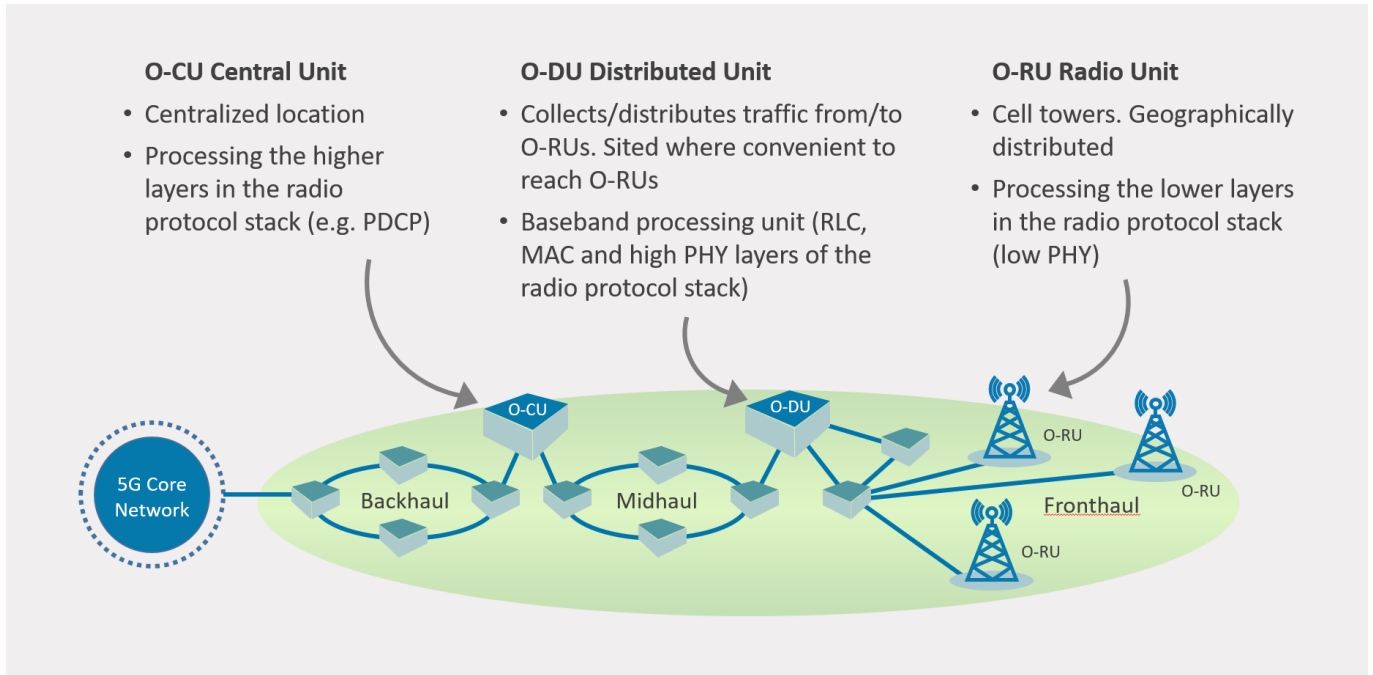 O-CU Central Unit
• Centralized location
• Processing the higher
layers in the radio
protocol stack (e.g. PDCP)
O-DU Distributed Unit
• Collects/distributes traffic from/to
O-RUs. Sited where convenient to
reach O-RUs
• Baseband processing unit (RLC,
MAC and high PHY layers of the
radio protocol stack)
O-RU Radio Unit
• Cell towers. Geographically
distributed
• Processing the lower layers
in the radio protocol stack
(low PHY)
5G Core
Network
Backhaul
O-CU
Midhaul
O-DU
O-RU
O-RU
Fronthaul
O-RU